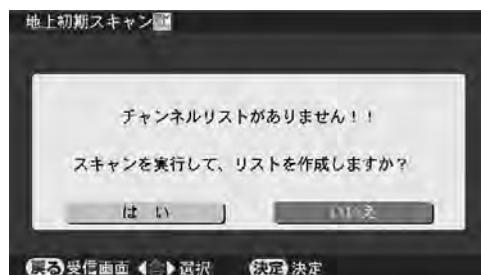 地上初期スキャン
チャンネルリストがありません！！
スキャンを実行して、リストを作成しますか?
はい いいえ
戻る受信画面 選択 決定 決定